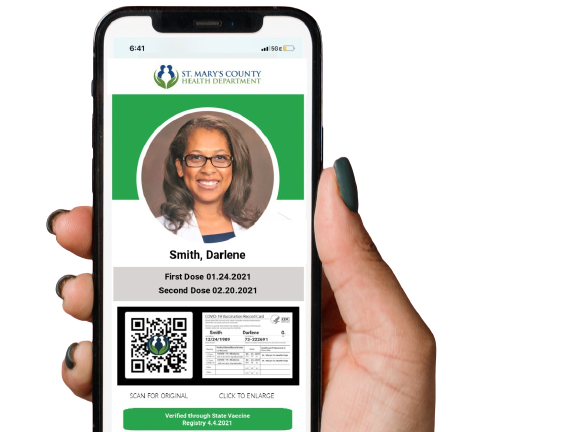 6:41
5G
ST. MARY'S COUNTY
HEALTH DEPARTMENT
Smith, Darlene
First Dose 01.24.2021
Second Dose 02.20.2021
COVID-19 Vaccination Record Card
CDC
Smith Darlene G.
12/24/1989 73-222691
SCAN FOR ORIGINAL CLICK TO ENLARGE
Verified through State Vaccine
Registry 4.4.2021